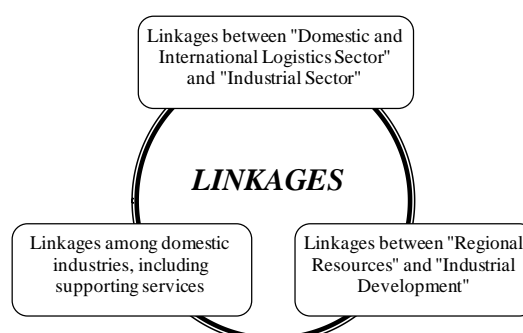 Linkages between "Domestic and
International Logistics Sector"
and "Industrial Sector"
LINKAGES
Linkages among domestic
industries, including
supporting services
Linkages between "Regional
Resources" and "Industrial
Development"